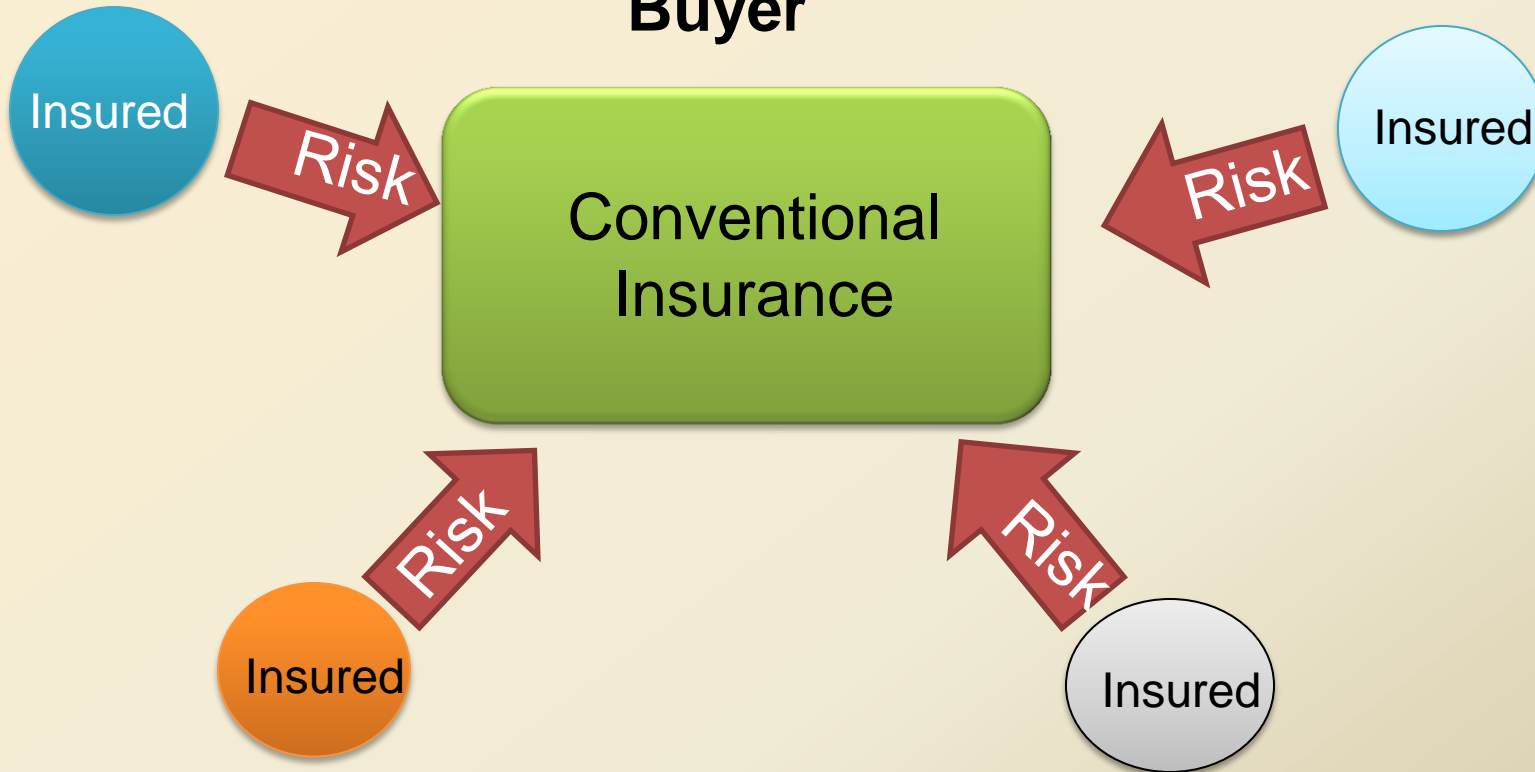 Buyer
Insured
Risk
Conventional
Insurance
Risk
Insured
Risk
Insured
Risk
Insured